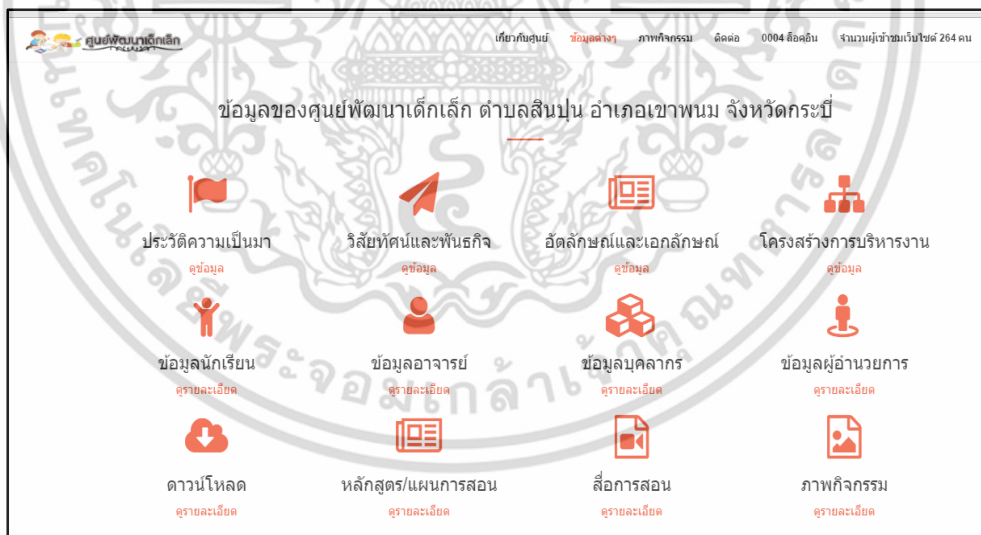 ศูนย์พัฒนาเด็กเล็ก
เกี่ยวกับศูนย์ ข้อมูลต่างๆ ภาพกิจกรรม ติดต่อ 0004 ล็อคอิน จำนวนผู้เข้าชมเว็บไซต์ 264 คน
ข้อมูลของศูนย์พัฒนาเด็กเล็ก ตำบลสินปุน อำเภอเขาพนม จังหวัดกระบี่
ประวัติความเป็นมา วิสัยทัศน์และพันธกิจ อัตลักษณ์และเอกลักษณ์ โครงสร้างการบริหารงาน
ดูข้อมูล ดูข้อมูล ดูข้อมูล ดูข้อมูล
ข้อมูลนักเรียน ข้อมูลอาจารย์ ข้อมูลบุคลากร ข้อมูลผู้อำนวยการ
ดูรายละเอียด ดูรายละเอียด ดูรายละเอียด ดูรายละเอียด
ดาวน์โหลด หลักสูตร/แผนการสอน สื่อการสอน ภาพกิจกรรม
ดูรายละเอียด ดูรายละเอียด ดูรายละเอียด ดูรายละเอียด